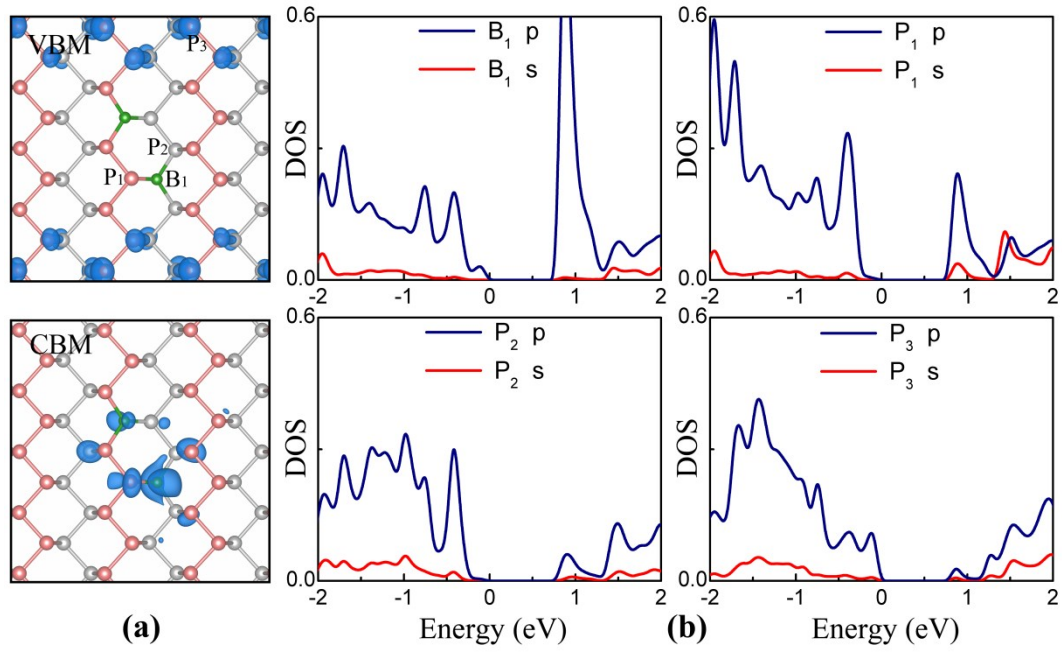 VBM
P3
P2
P1
B1
CBM
(a)
0.6
DOS
0.0
B1 p
B1 s
-2 -1 0 1 2
0.6
DOS
0.0
P1 p
P1 s
-2 -1 0 1 2
0.6
DOS
0.0
P2 p
P2 s
-2 -1 0 1 2
Energy (eV)
0.6
DOS
0.0
P3 p
P3 s
-2 -1 0 1 2
Energy (eV)
(b)